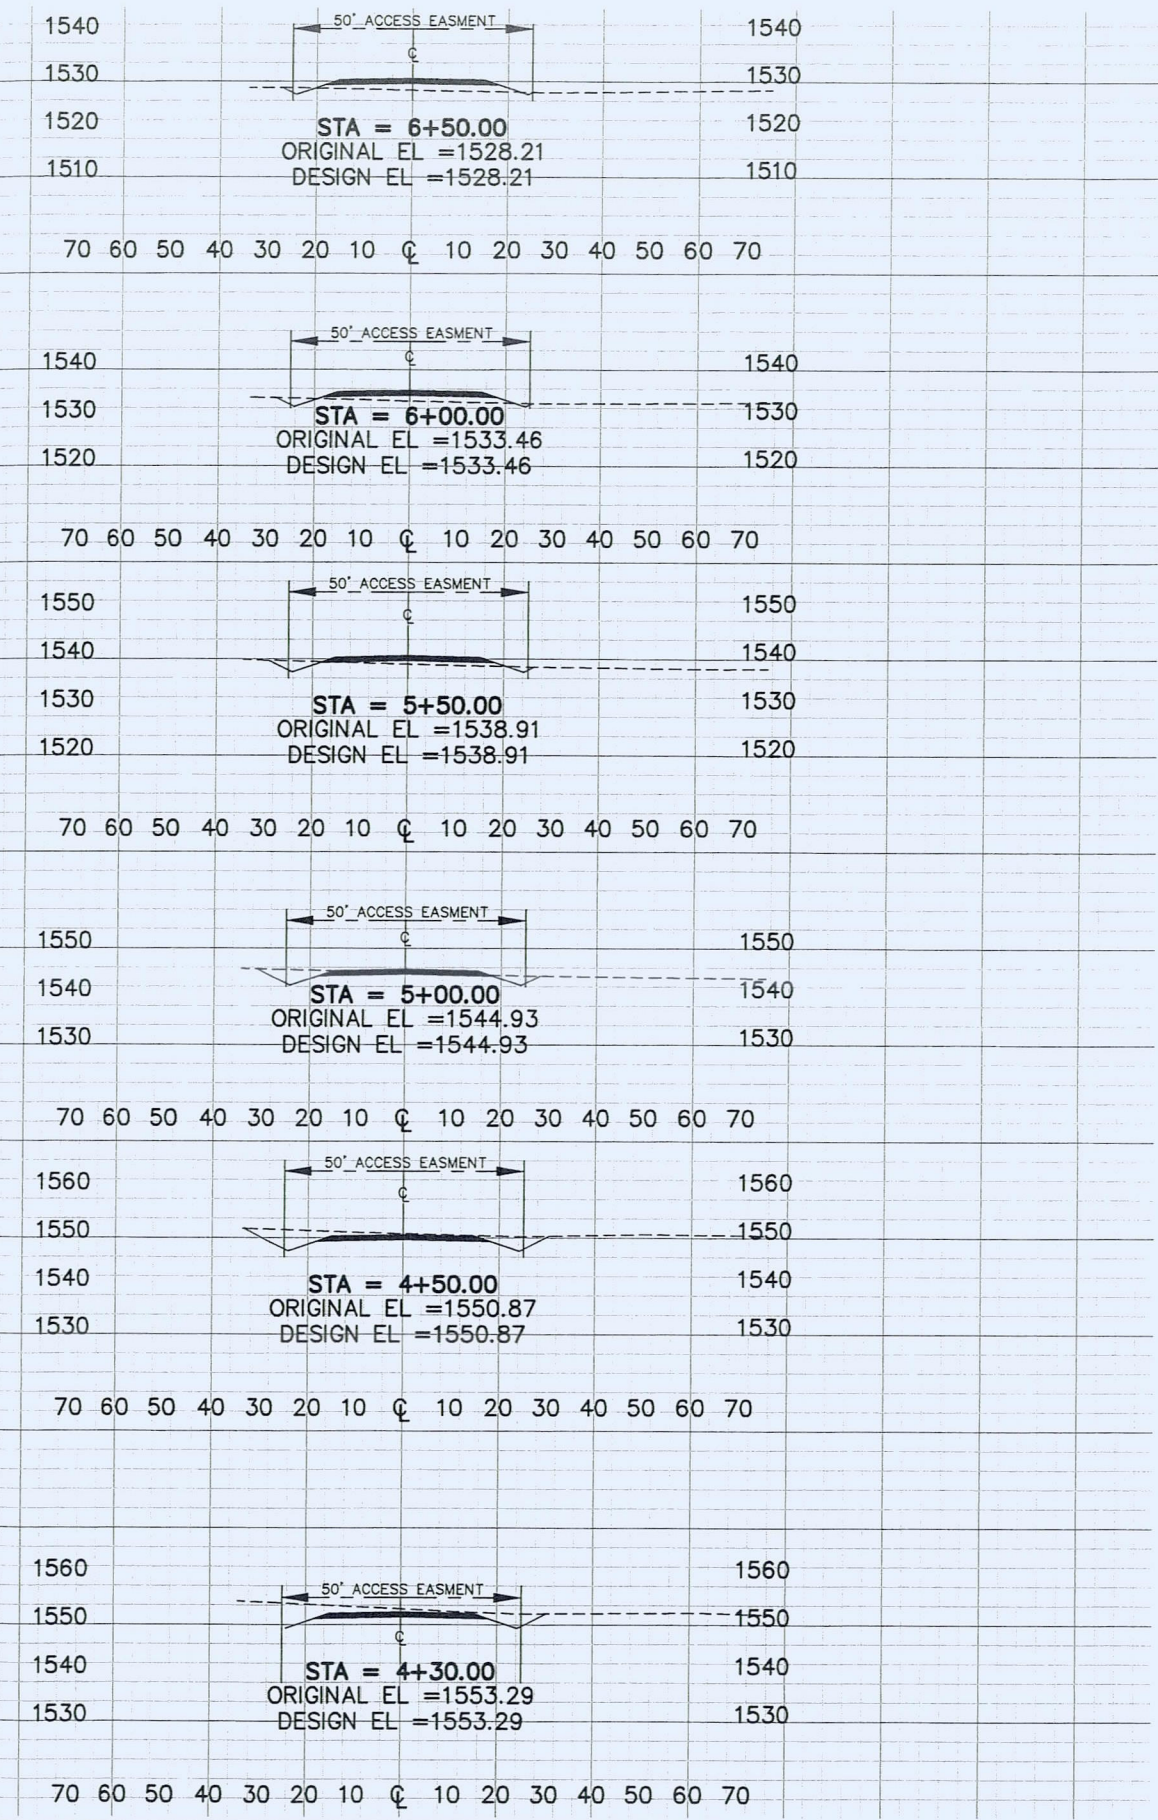 50' ACCESS EASMENT
1540 1540
℄
1530 1530
1520 STA = 6+50.00 1520
ORIGINAL EL =1528.21
1510 DESIGN EL =1528.21 1510
70 60 50 40 30 20 10 ℄ 10 20 30 40 50 60 70
50' ACCESS EASMENT
℄
1540 1540
1530 STA = 6+00.00 1530
ORIGINAL EL =1533.46
1520 DESIGN EL =1533.46 1520
70 60 50 40 30 20 10 ℄ 10 20 30 40 50 60 70
50' ACCESS EASMENT
1550 1550
℄
1540 1540
1530 STA = 5+50.00 1530
ORIGINAL EL =1538.91
1520 DESIGN EL =1538.91 1520
70 60 50 40 30 20 10 ℄ 10 20 30 40 50 60 70
50' ACCESS EASMENT
1550 ℄ 1550
1540 STA = 5+00.00 1540
ORIGINAL EL =1544.93
1530 DESIGN EL =1544.93 1530
70 60 50 40 30 20 10 ℄ 10 20 30 40 50 60 70
50' ACCESS EASMENT
1560 1560
℄
1550 1550
1540 STA = 4+50.00 1540
ORIGINAL EL =1550.87
1530 DESIGN EL =1550.87 1530
70 60 50 40 30 20 10 ℄ 10 20 30 40 50 60 70
1560 1560
50' ACCESS EASMENT
1550 1550
℄
1540 STA = 4+30.00 1540
ORIGINAL EL =1553.29
1530 DESIGN EL =1553.29 1530
70 60 50 40 30 20 10 ℄ 10 20 30 40 50 60 70